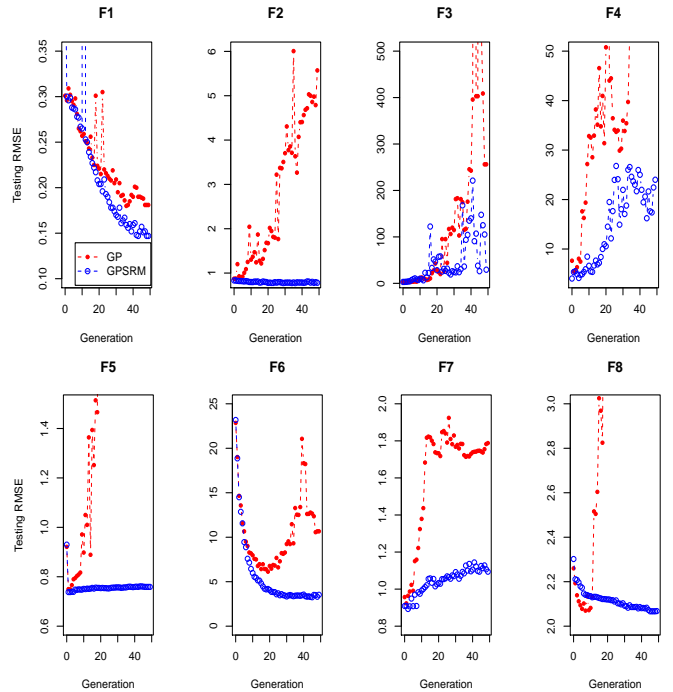 F1
F2
F3
F4
Testing RMSE
0.10 0.15 0.20 0.25 0.30 0.35
1 2 3 4 5 6
0 100 200 300 400 500
10 20 30 40 50
GP
GPSRM
0 20 40
0 20 40
0 20 40
0 20 40
Generation
Generation
Generation
Generation
F5
F6
F7
F8
Testing RMSE
0.6 0.8 1.0 1.2 1.4
0 5 10 15 20 25
0.8 1.0 1.2 1.4 1.6 1.8 2.0
2.0 2.2 2.4 2.6 2.8 3.0
0 20 40
0 20 40
0 20 40
0 20 40
Generation
Generation
Generation
Generation